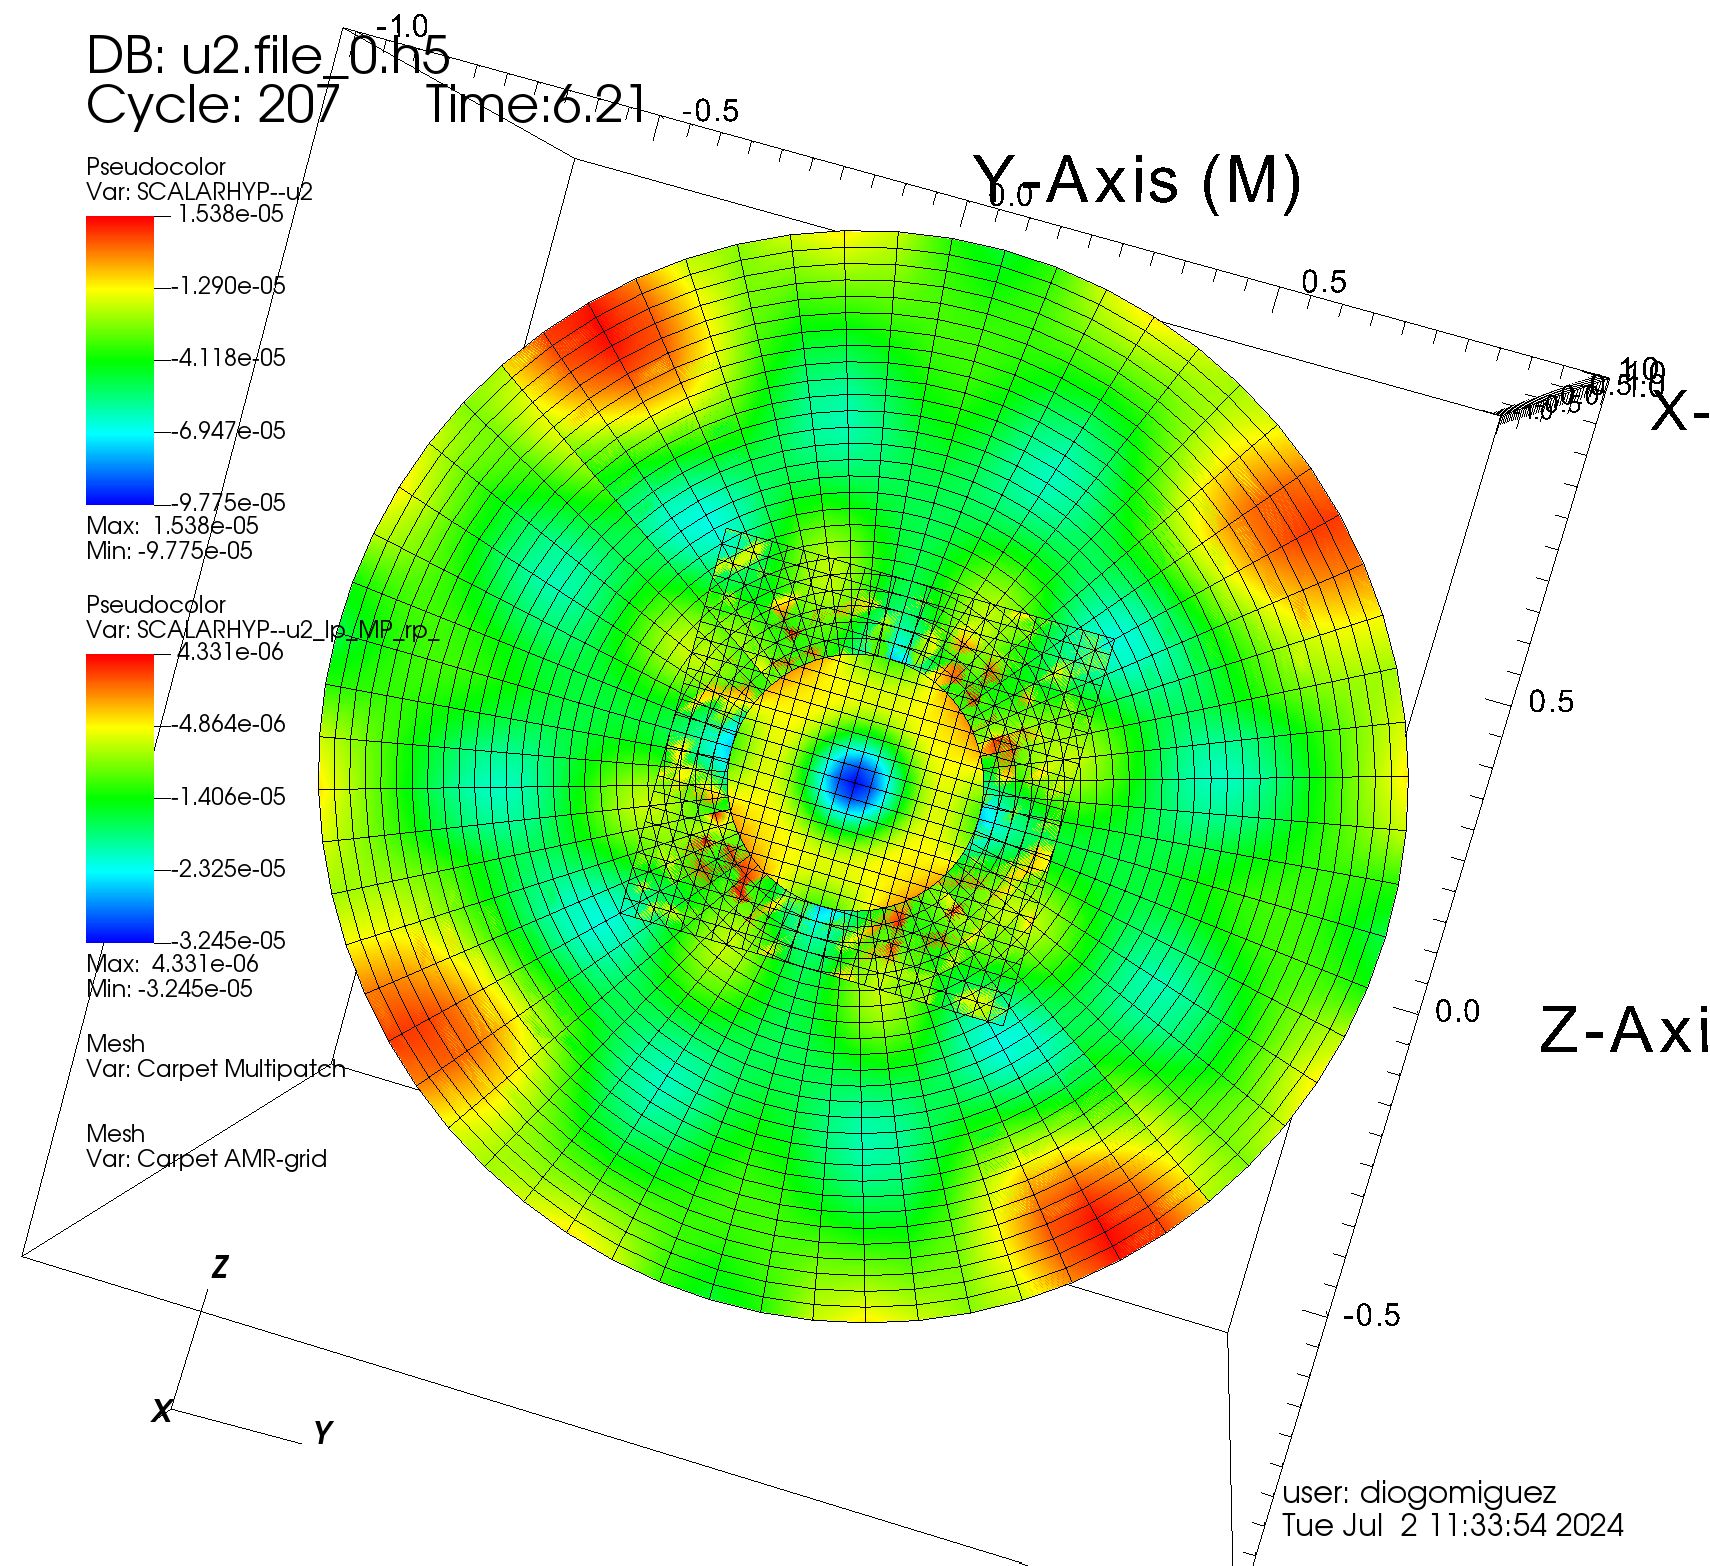 DB: u2.file_0.h5
Cycle: 207 Time:6.21
Pseudocolor
Var: SCALARHYP--u2
1.538e-05
-1.290e-05
-4.118e-05
-6.947e-05
-9.775e-05
Max: 1.538e-05
Min: -9.775e-05
Pseudocolor
Var: SCALARHYP--u2_lp_MP_rp_
4.331e-06
-4.864e-06
-1.406e-05
-2.325e-05
-3.245e-05
Max: 4.331e-06
Min: -3.245e-05
Mesh
Var: Carpet Multipatch
Mesh
Var: Carpet AMR-grid
-1.0
-0.5
0.0
Y-Axis (M)
0.5
1.0
X-
0.5
0.0
Z-Axi
-0.5
Z
X
Y
user: diogomiguez
Tue Jul 2 11:33:54 2024